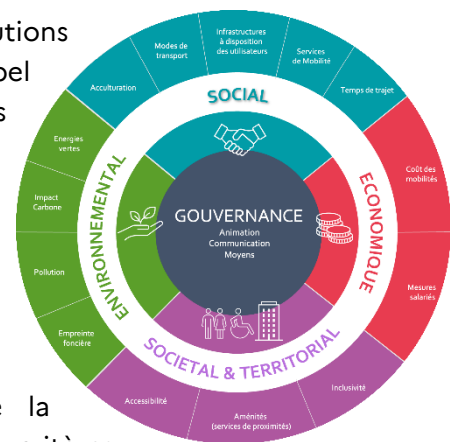 utions
pel
s
Acculturation
Modes de
transport
Infrastructures
à disposition
des utilisateurs
Services
de Mobilité
Temps de trajet
Coût des
mobilités
Mesures
salariés
Inclusivité
Aménités
(services de proximités)
Accessibilité
Empreinte
foncière
Pollution
Impact
Carbone
Energies
vertes
SOCIAL
ECONOMIQUE
SOCIETAL & TERRITORIAL
ENVIRONNEMENTAL
GOUVERNANCE
Animation
Communication
Moyens
la